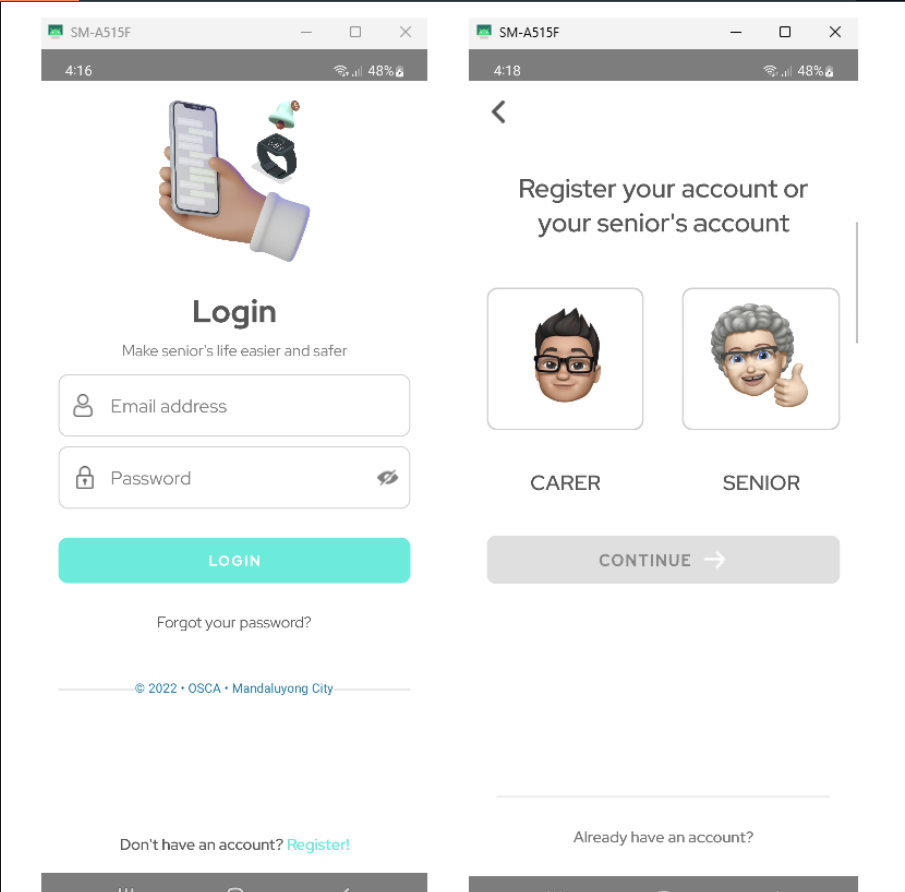 SM-A515F
4:16
48%
Login
Make senior's life easier and safer
Email address
Password
LOGIN
Forgot your password?
© 2022 • OSCA • Mandaluyong City
Don't have an account? Register!
SM-A515F
4:18
48%
Register your account or
your senior's account
CARER
SENIOR
CONTINUE
Already have an account?